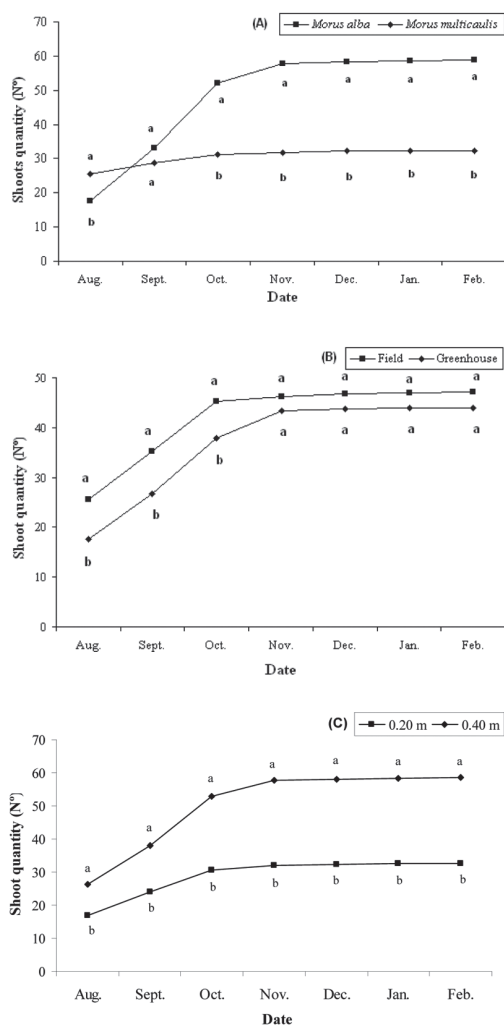 (A) Morus alba Morus multicaulis
Shoots quantity (Nº)
70
60
50
40
30
20
10
0
a a a a a a a
b a b b b b b
Aug. Sept. Oct. Nov. Dec. Jan. Feb.
Date
(B) Field Greenhouse
Shoot quantity (Nº)
50
40
30
20
10
0
a a a a a a a
b b b a a a a
Aug. Sept. Oct. Nov. Dec. Jan. Feb.
Date
(C) 0.20 m 0.40 m
Shoot quantity (Nº)
70
60
50
40
30
20
10
0
a a a a a a a
b b b b b b b
Aug. Sept. Oct. Nov. Dec. Jan. Feb.
Date